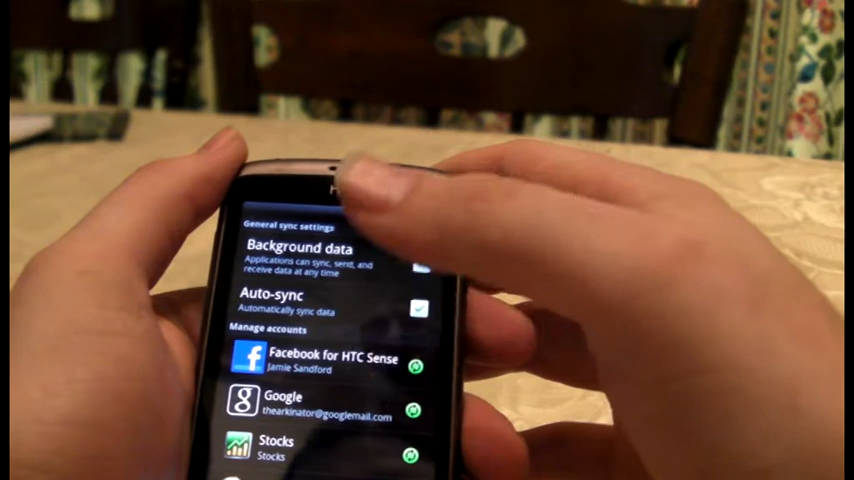 General sync settings
Background data
Applications can sync, send, and
receive data at any time
Auto-sync
Automatically sync data
Manage accounts
Facebook for HTC Sense
Jamie Sandford
Google
thearkinator@googlemail.com
Stocks
Stocks